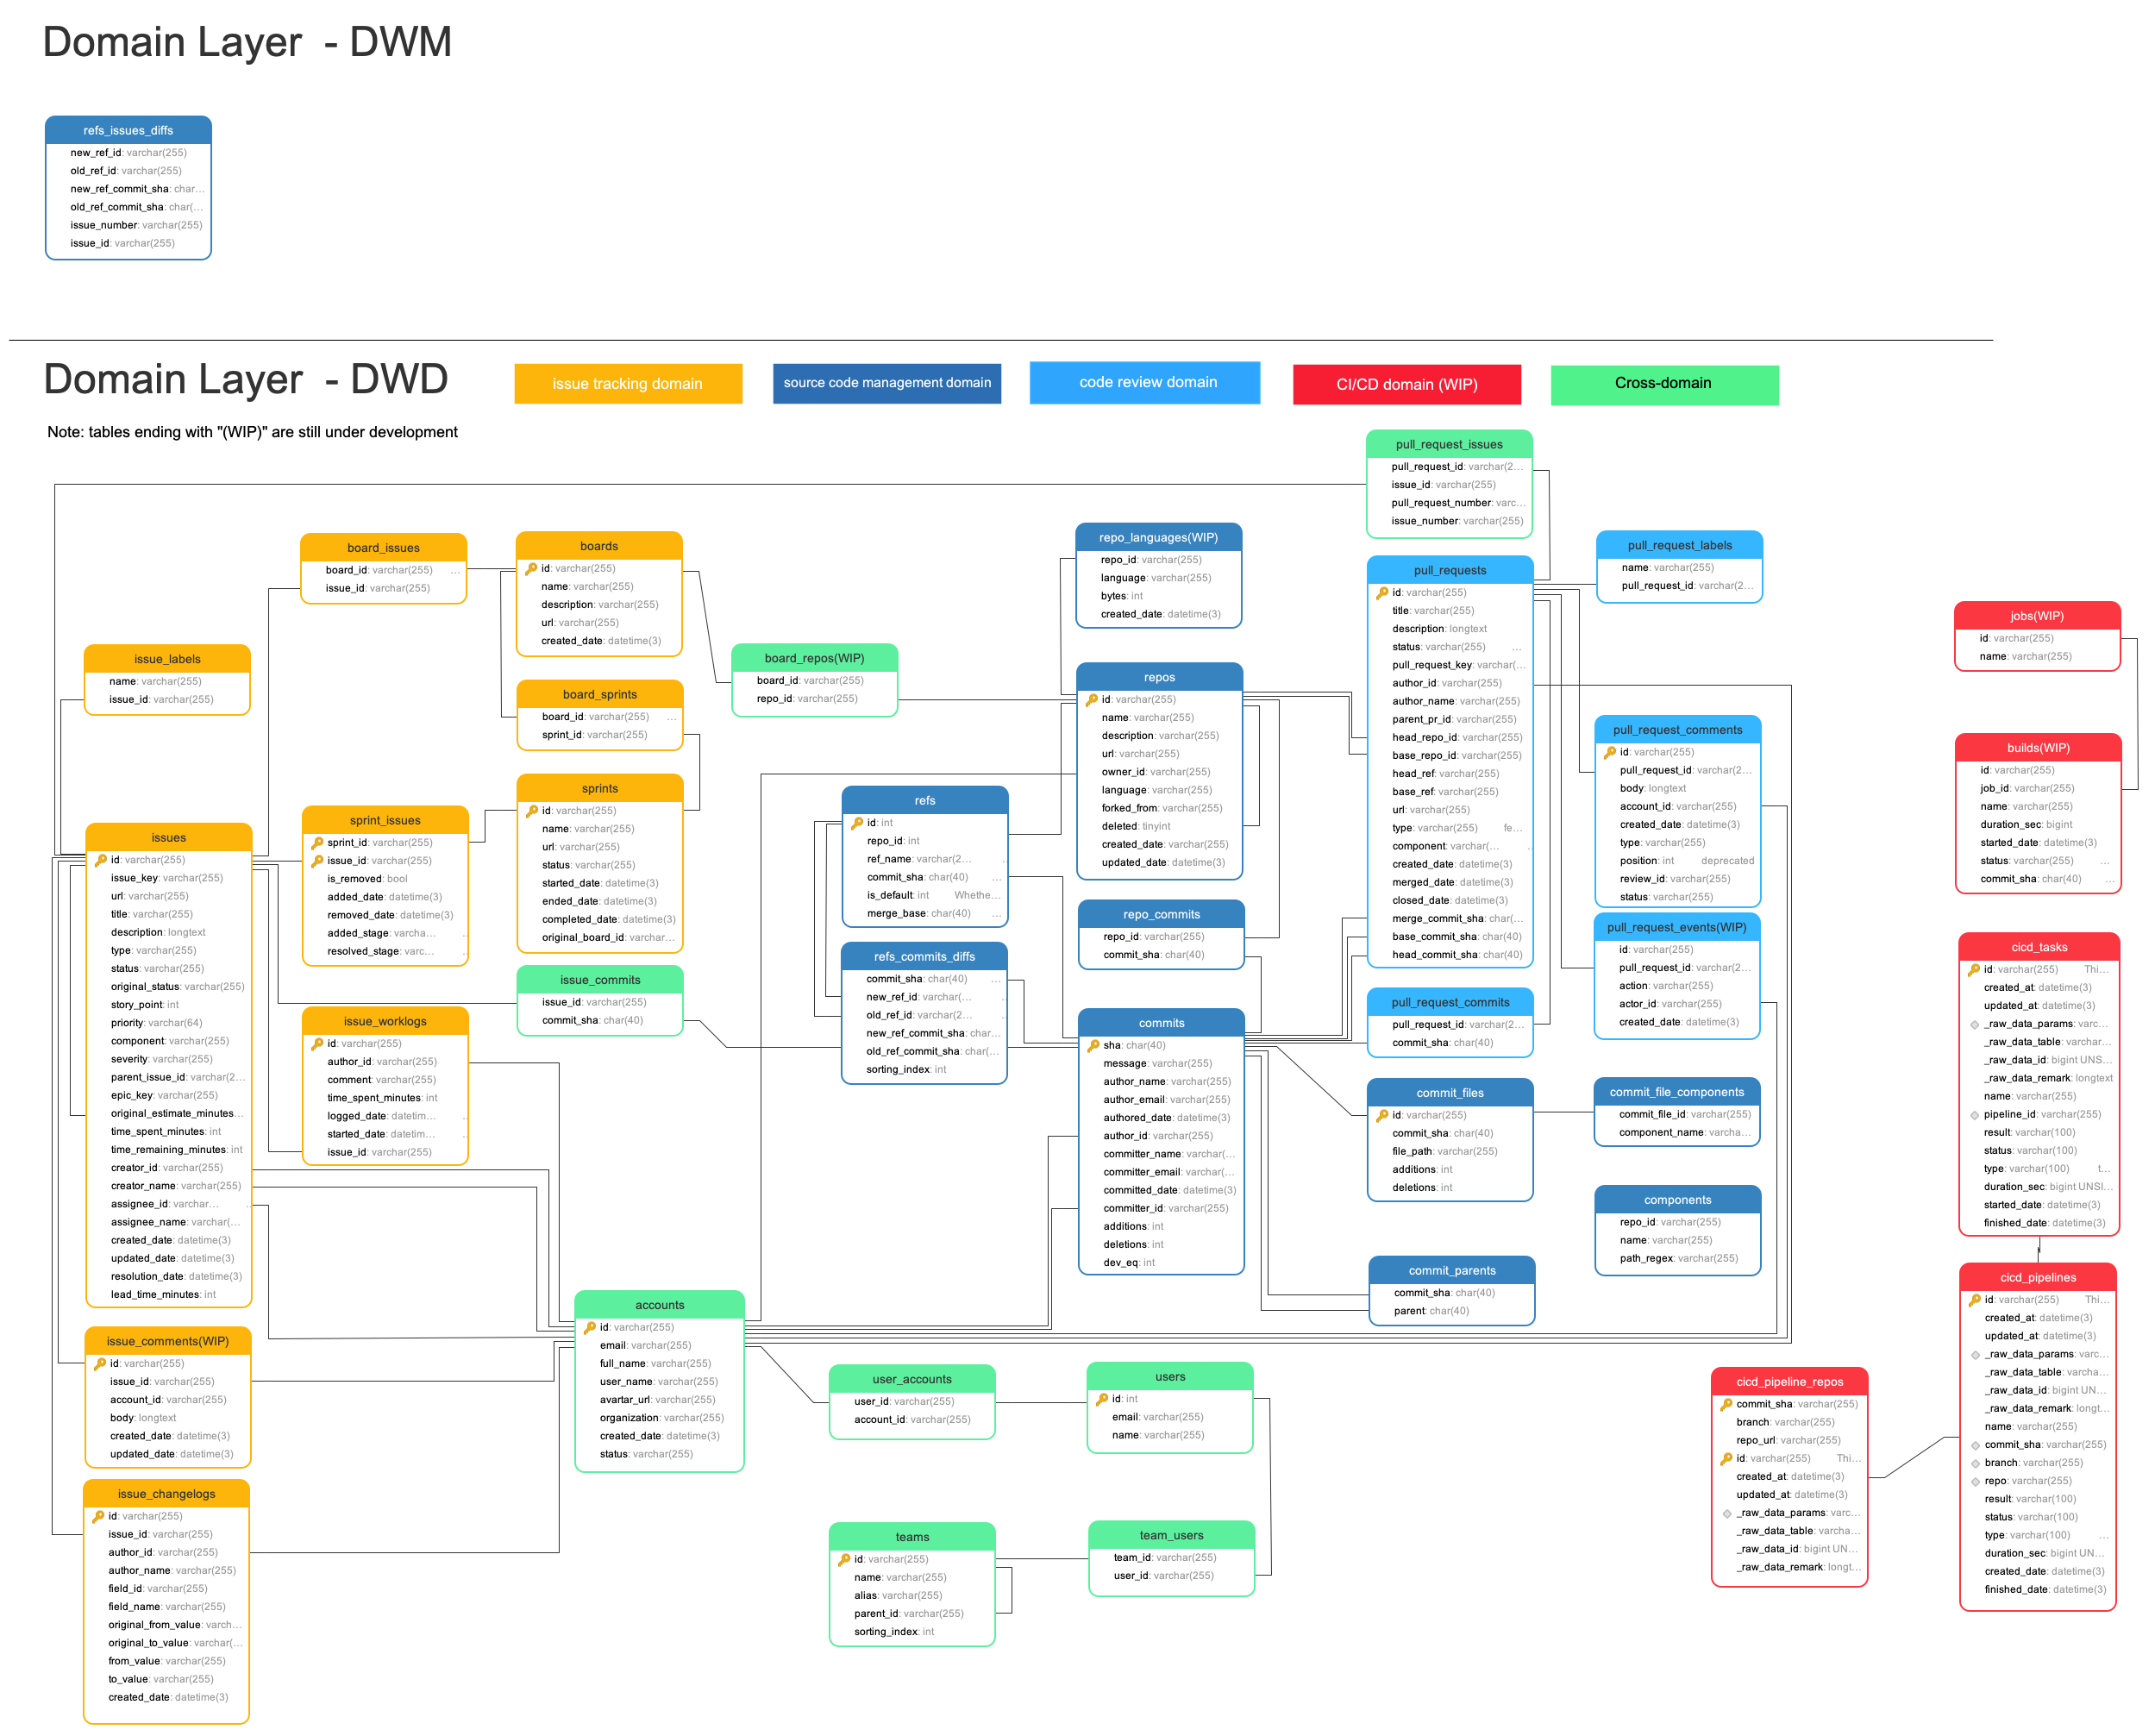 Domain Layer - DWM
refs_issues_diffs
new_ref_id: varchar(255)
old_ref_id: varchar(255)
new_ref_commit_sha: char...
old_ref_commit_sha: char(...
issue_number: varchar(255)
issue_id: varchar(255)
Domain Layer - DWD
issue tracking domain
source code management domain
code review domain
CI/CD domain (WIP)
Cross-domain
Note: tables ending with "(WIP)" are still under development
pull_request_issues
pull_request_id: varchar(2...
issue_id: varchar(255)
pull_request_number: varc...
issue_number: varchar(255)
board_issues
board_id: varchar(255) ...
issue_id: varchar(255)
boards
id: varchar(255)
name: varchar(255)
description: varchar(255)
url: varchar(255)
created_date: datetime(3)
repo_languages(WIP)
repo_id: varchar(255)
language: varchar(255)
bytes: int
created_date: datetime(3)
pull_requests
id: varchar(255)
title: varchar(255)
description: longtext
status: varchar(255) ...
pull_request_key: varchar(...
author_id: varchar(255)
author_name: varchar(255)
parent_pr_id: varchar(255)
head_repo_id: varchar(255)
base_repo_id: varchar(255)
head_ref: varchar(255)
base_ref: varchar(255)
url: varchar(255)
type: varchar(255) fe...
component: varchar(... ..
created_date: datetime(3)
merged_date: datetime(3)
closed_date: datetime(3)
merge_commit_sha: char(...
base_commit_sha: char(40)
head_commit_sha: char(40)
pull_request_labels
name: varchar(255)
pull_request_id: varchar(2...
jobs(WIP)
id: varchar(255)
name: varchar(255)
issue_labels
name: varchar(255)
issue_id: varchar(255)
board_repos(WIP)
board_id: varchar(255)
repo_id: varchar(255)
board_sprints
board_id: varchar(255) ...
sprint_id: varchar(255)
repos
id: varchar(255)
name: varchar(255)
description: varchar(255)
url: varchar(255)
owner_id: varchar(255)
language: varchar(255)
forked_from: varchar(255)
deleted: tinyint
created_date: varchar(255)
updated_date: datetime(3)
pull_request_comments
id: varchar(255)
pull_request_id: varchar(2...
body: longtext
account_id: varchar(255)
created_date: datetime(3)
type: varchar(255)
position: int deprecated
review_id: varchar(255)
status: varchar(255)
builds(WIP)
id: varchar(255)
job_id: varchar(255)
name: varchar(255)
duration_sec: bigint
started_date: datetime(3)
status: varchar(255) ...
commit_sha: char(40) ...
sprints
id: varchar(255)
name: varchar(255)
url: varchar(255)
status: varchar(255)
started_date: datetime(3)
ended_date: datetime(3)
completed_date: datetime(3)
original_board_id: varchar...
refs
id: int
repo_id: int
ref_name: varchar(2... ..
commit_sha: char(40) ...
is_default: int Whethe...
merge_base: char(40) ...
sprint_issues
sprint_id: varchar(255)
issue_id: varchar(255)
is_removed: bool
added_date: datetime(3)
removed_date: datetime(3)
added_stage: varcha... ..
resolved_stage: varc... ..
issues
id: varchar(255)
issue_key: varchar(255)
url: varchar(255)
title: varchar(255)
description: longtext
type: varchar(255)
status: varchar(255)
original_status: varchar(255)
story_point: int
priority: varchar(64)
component: varchar(255)
severity: varchar(255)
parent_issue_id: varchar(2...
epic_key: varchar(255)
original_estimate_minutes...
time_spent_minutes: int
time_remaining_minutes: int
creator_id: varchar(255)
creator_name: varchar(255)
assignee_id: varchar... ..
assignee_name: varchar(...
created_date: datetime(3)
updated_date: datetime(3)
resolution_date: datetime(3)
lead_time_minutes: int
repo_commits
repo_id: varchar(255)
commit_sha: char(40)
pull_request_events(WIP)
id: varchar(255)
pull_request_id: varchar(2...
action: varchar(255)
actor_id: varchar(255)
created_date: datetime(3)
cicd_tasks
id: varchar(255) Thi...
created_at: datetime(3)
updated_at: datetime(3)
_raw_data_params: varc...
_raw_data_table: varchar...
_raw_data_id: bigint UNS...
_raw_data_remark: longtext
name: varchar(255)
pipeline_id: varchar(255)
result: varchar(100)
status: varchar(100)
type: varchar(100) t...
duration_sec: bigint UNSI...
started_date: datetime(3)
finished_date: datetime(3)
refs_commits_diffs
commit_sha: char(40) ...
new_ref_id: varchar(... ..
old_ref_id: varchar(2... ..
new_ref_commit_sha: char...
old_ref_commit_sha: char(...
sorting_index: int
issue_commits
issue_id: varchar(255)
commit_sha: char(40)
pull_request_commits
pull_request_id: varchar(2...
commit_sha: char(40)
issue_worklogs
id: varchar(255)
author_id: varchar(255)
comment: varchar(255)
time_spent_minutes: int
logged_date: datetim... ..
started_date: datetim... ..
issue_id: varchar(255)
commits
sha: char(40)
message: varchar(255)
author_name: varchar(255)
author_email: varchar(255)
authored_date: datetime(3)
author_id: varchar(255)
committer_name: varchar(...
committer_email: varchar(...
committed_date: datetime(3)
committer_id: varchar(255)
additions: int
deletions: int
dev_eq: int
commit_files
id: varchar(255)
commit_sha: char(40)
file_path: varchar(255)
additions: int
deletions: int
commit_file_components
commit_file_id: varchar(255)
component_name: varcha...
components
repo_id: varchar(255)
name: varchar(255)
path_regex: varchar(255)
commit_parents
commit_sha: char(40)
parent: char(40)
cicd_pipelines
id: varchar(255) Thi...
created_at: datetime(3)
updated_at: datetime(3)
_raw_data_params: varc...
_raw_data_table: varcha...
_raw_data_id: bigint UN...
_raw_data_remark: longt...
name: varchar(255)
commit_sha: varchar(255)
branch: varchar(255)
repo: varchar(255)
result: varchar(100)
status: varchar(100)
type: varchar(100) ...
duration_sec: bigint UN...
created_date: datetime(3)
finished_date: datetime(3)
accounts
id: varchar(255)
email: varchar(255)
full_name: varchar(255)
user_name: varchar(255)
avartar_url: varchar(255)
organization: varchar(255)
created_date: datetime(3)
status: varchar(255)
issue_comments(WIP)
id: varchar(255)
issue_id: varchar(255)
account_id: varchar(255)
body: longtext
created_date: datetime(3)
updated_date: datetime(3)
user_accounts
user_id: varchar(255)
account_id: varchar(255)
users
id: int
email: varchar(255)
name: varchar(255)
cicd_pipeline_repos
commit_sha: varchar(255)
branch: varchar(255)
repo_url: varchar(255)
id: varchar(255) Thi...
created_at: datetime(3)
updated_at: datetime(3)
_raw_data_params: varc...
_raw_data_table: varcha...
_raw_data_id: bigint UN...
_raw_data_remark: longt...
issue_changelogs
id: varchar(255)
issue_id: varchar(255)
author_id: varchar(255)
author_name: varchar(255)
field_id: varchar(255)
field_name: varchar(255)
original_from_value: varch...
original_to_value: varchar(...
from_value: varchar(255)
to_value: varchar(255)
created_date: datetime(3)
teams
id: varchar(255)
name: varchar(255)
alias: varchar(255)
parent_id: varchar(255)
sorting_index: int
team_users
team_id: varchar(255)
user_id: varchar(255)